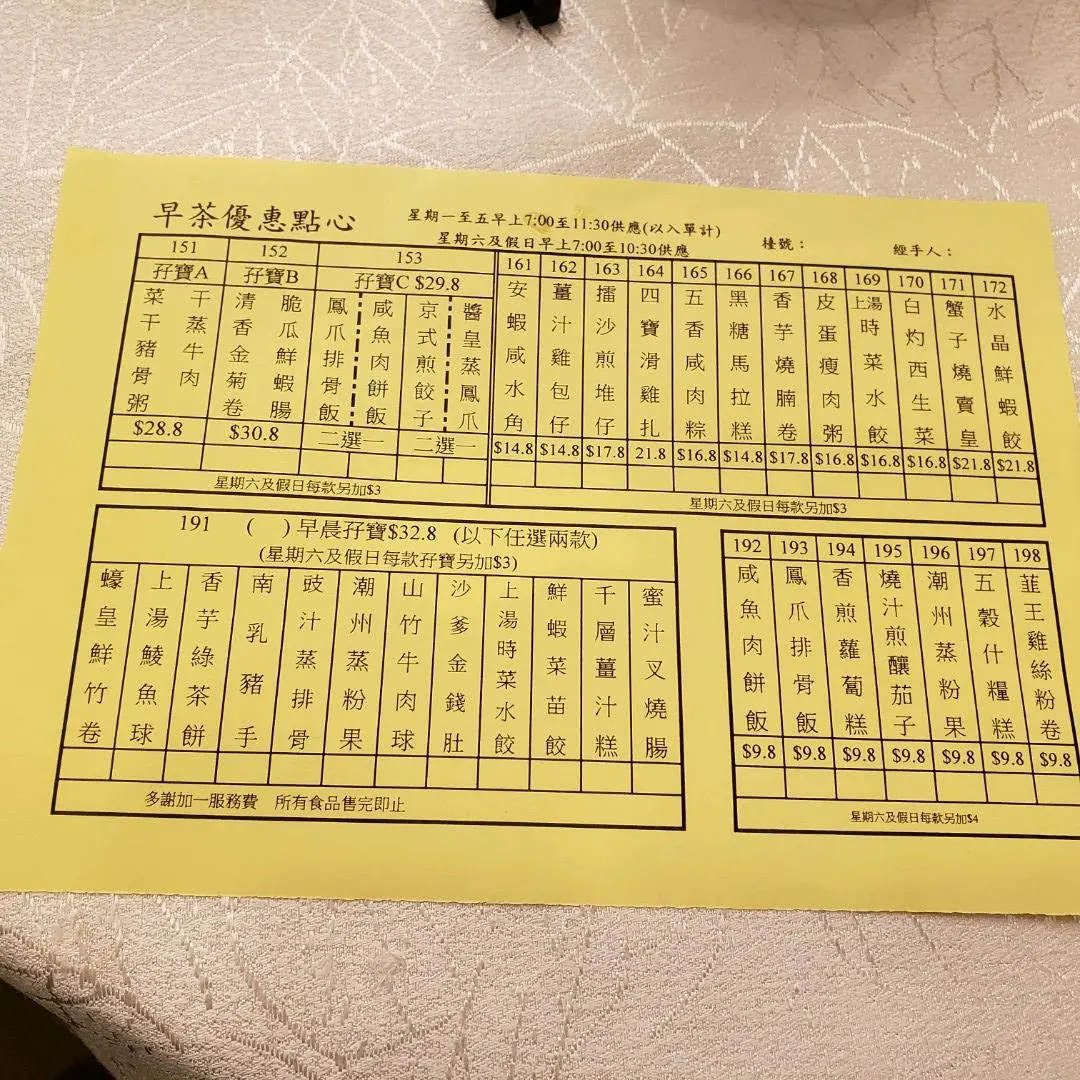 早茶優惠點心
星期一至五早上7:00至11:30供應(以入單計)
星期六及假日早上7:00至10:30供應
檯號：
經手人：
151
孖寶A
干蒸牛肉
菜干豬骨粥
$28.8
152
孖寶B
脆瓜鮮蝦腸
清香金菊卷
$30.8
153
孖寶C $29.8
鳳爪排骨飯
咸魚肉餅飯
二選一
京式煎餃子
醬皇蒸鳳爪
二選一
星期六及假日每款另加$3
161
安蝦咸水角
$14.8
162
薑汁雞包仔
$14.8
163
擂沙煎堆仔
$17.8
164
四寶滑雞扎
21.8
165
五香咸肉粽
$16.8
166
黑糖馬拉糕
$14.8
167
香芋燒腩卷
$17.8
168
皮蛋瘦肉粥
$16.8
169
上湯時菜水餃
$16.8
170
白灼西生菜
$16.8
171
蟹子燒賣皇
$21.8
172
水晶鮮蝦餃
$21.8
星期六及假日每款另加$3
191 ( ) 早晨孖寶$32.8 (以下任選兩款)
(星期六及假日每款孖寶另加$3)
蠔皇鮮竹卷
上湯鯪魚球
香芋綠茶餅
南乳豬手
豉汁蒸排骨
潮州蒸粉果
山竹牛肉球
沙爹金錢肚
上湯時菜水餃
鮮蝦菜苗餃
千層薑汁糕
蜜汁叉燒腸
多謝加一服務費 所有食品售完即止
192
咸魚肉餅飯
$9.8
193
鳳爪排骨飯
$9.8
194
香煎蘿蔔糕
$9.8
195
燒汁煎釀茄子
$9.8
196
潮州蒸粉果
$9.8
197
五穀什糧糕
$9.8
198
韮王雞絲粉卷
$9.8
星期六及假日每款另加$4